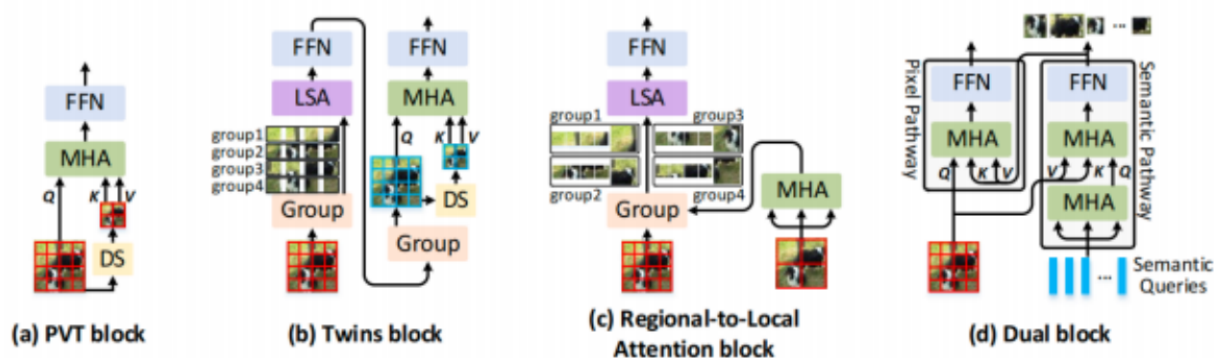 FFN
MHA
Q
K
V
DS
(a) PVT block
FFN
LSA
group1
group2
group3
group4
Group
FFN
MHA
Q
K
V
DS
Group
(b) Twins block
FFN
LSA
group1
group3
group2
group4
Group
MHA
(c) Regional-to-Local
Attention block
...
Pixel Pathway
FFN
MHA
Q
K
V
FFN
MHA
V
K
Q
MHA
Semantic Pathway
...
Semantic
Queries
(d) Dual block